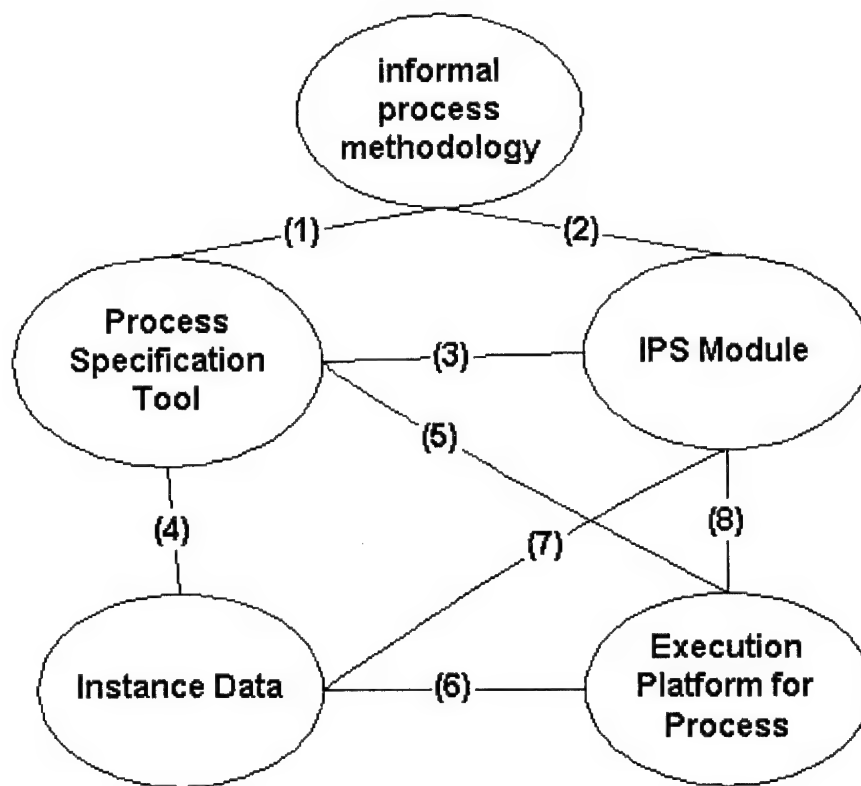 informal
process
methodology
(1)
(2)
Process
Specification
Tool
(3)
IPS Module
(5)
(4)
(7)
(8)
Instance Data
(6)
Execution
Platform for
Process